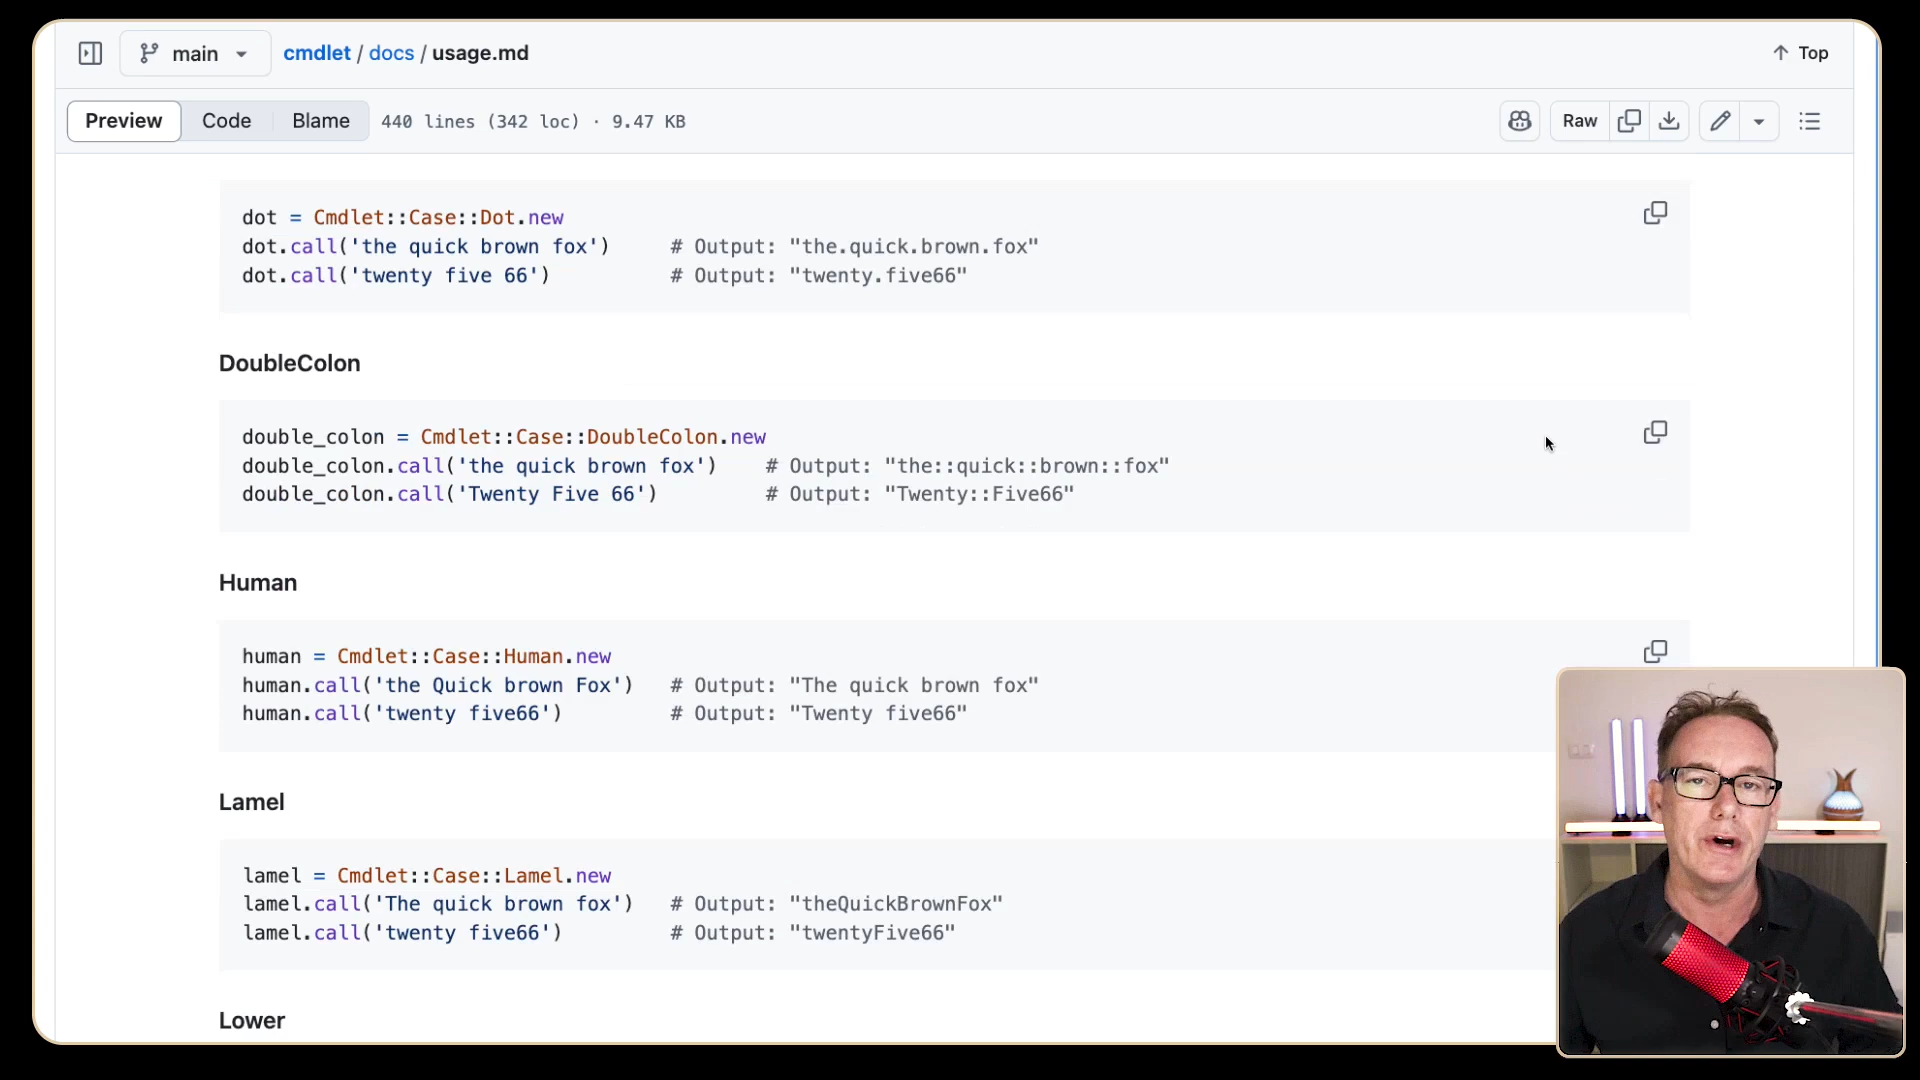 main
cmdlet / docs / usage.md
Top
Preview
Code
Blame
440 lines (342 loc) · 9.47 KB
Raw
dot = Cmdlet::Case::Dot.new
dot.call('the quick brown fox')     # Output: "the.quick.brown.fox"
dot.call('twenty five 66')          # Output: "twenty.five66"
DoubleColon
double_colon = Cmdlet::Case::DoubleColon.new
double_colon.call('the quick brown fox')    # Output: "the::quick::brown::fox"
double_colon.call('Twenty Five 66')         # Output: "Twenty::Five66"
Human
human = Cmdlet::Case::Human.new
human.call('the Quick brown Fox')   # Output: "The quick brown fox"
human.call('twenty five66')         # Output: "Twenty five66"
Lamel
lamel = Cmdlet::Case::Lamel.new
lamel.call('The quick brown fox')   # Output: "theQuickBrownFox"
lamel.call('twenty five66')         # Output: "twentyFive66"
Lower